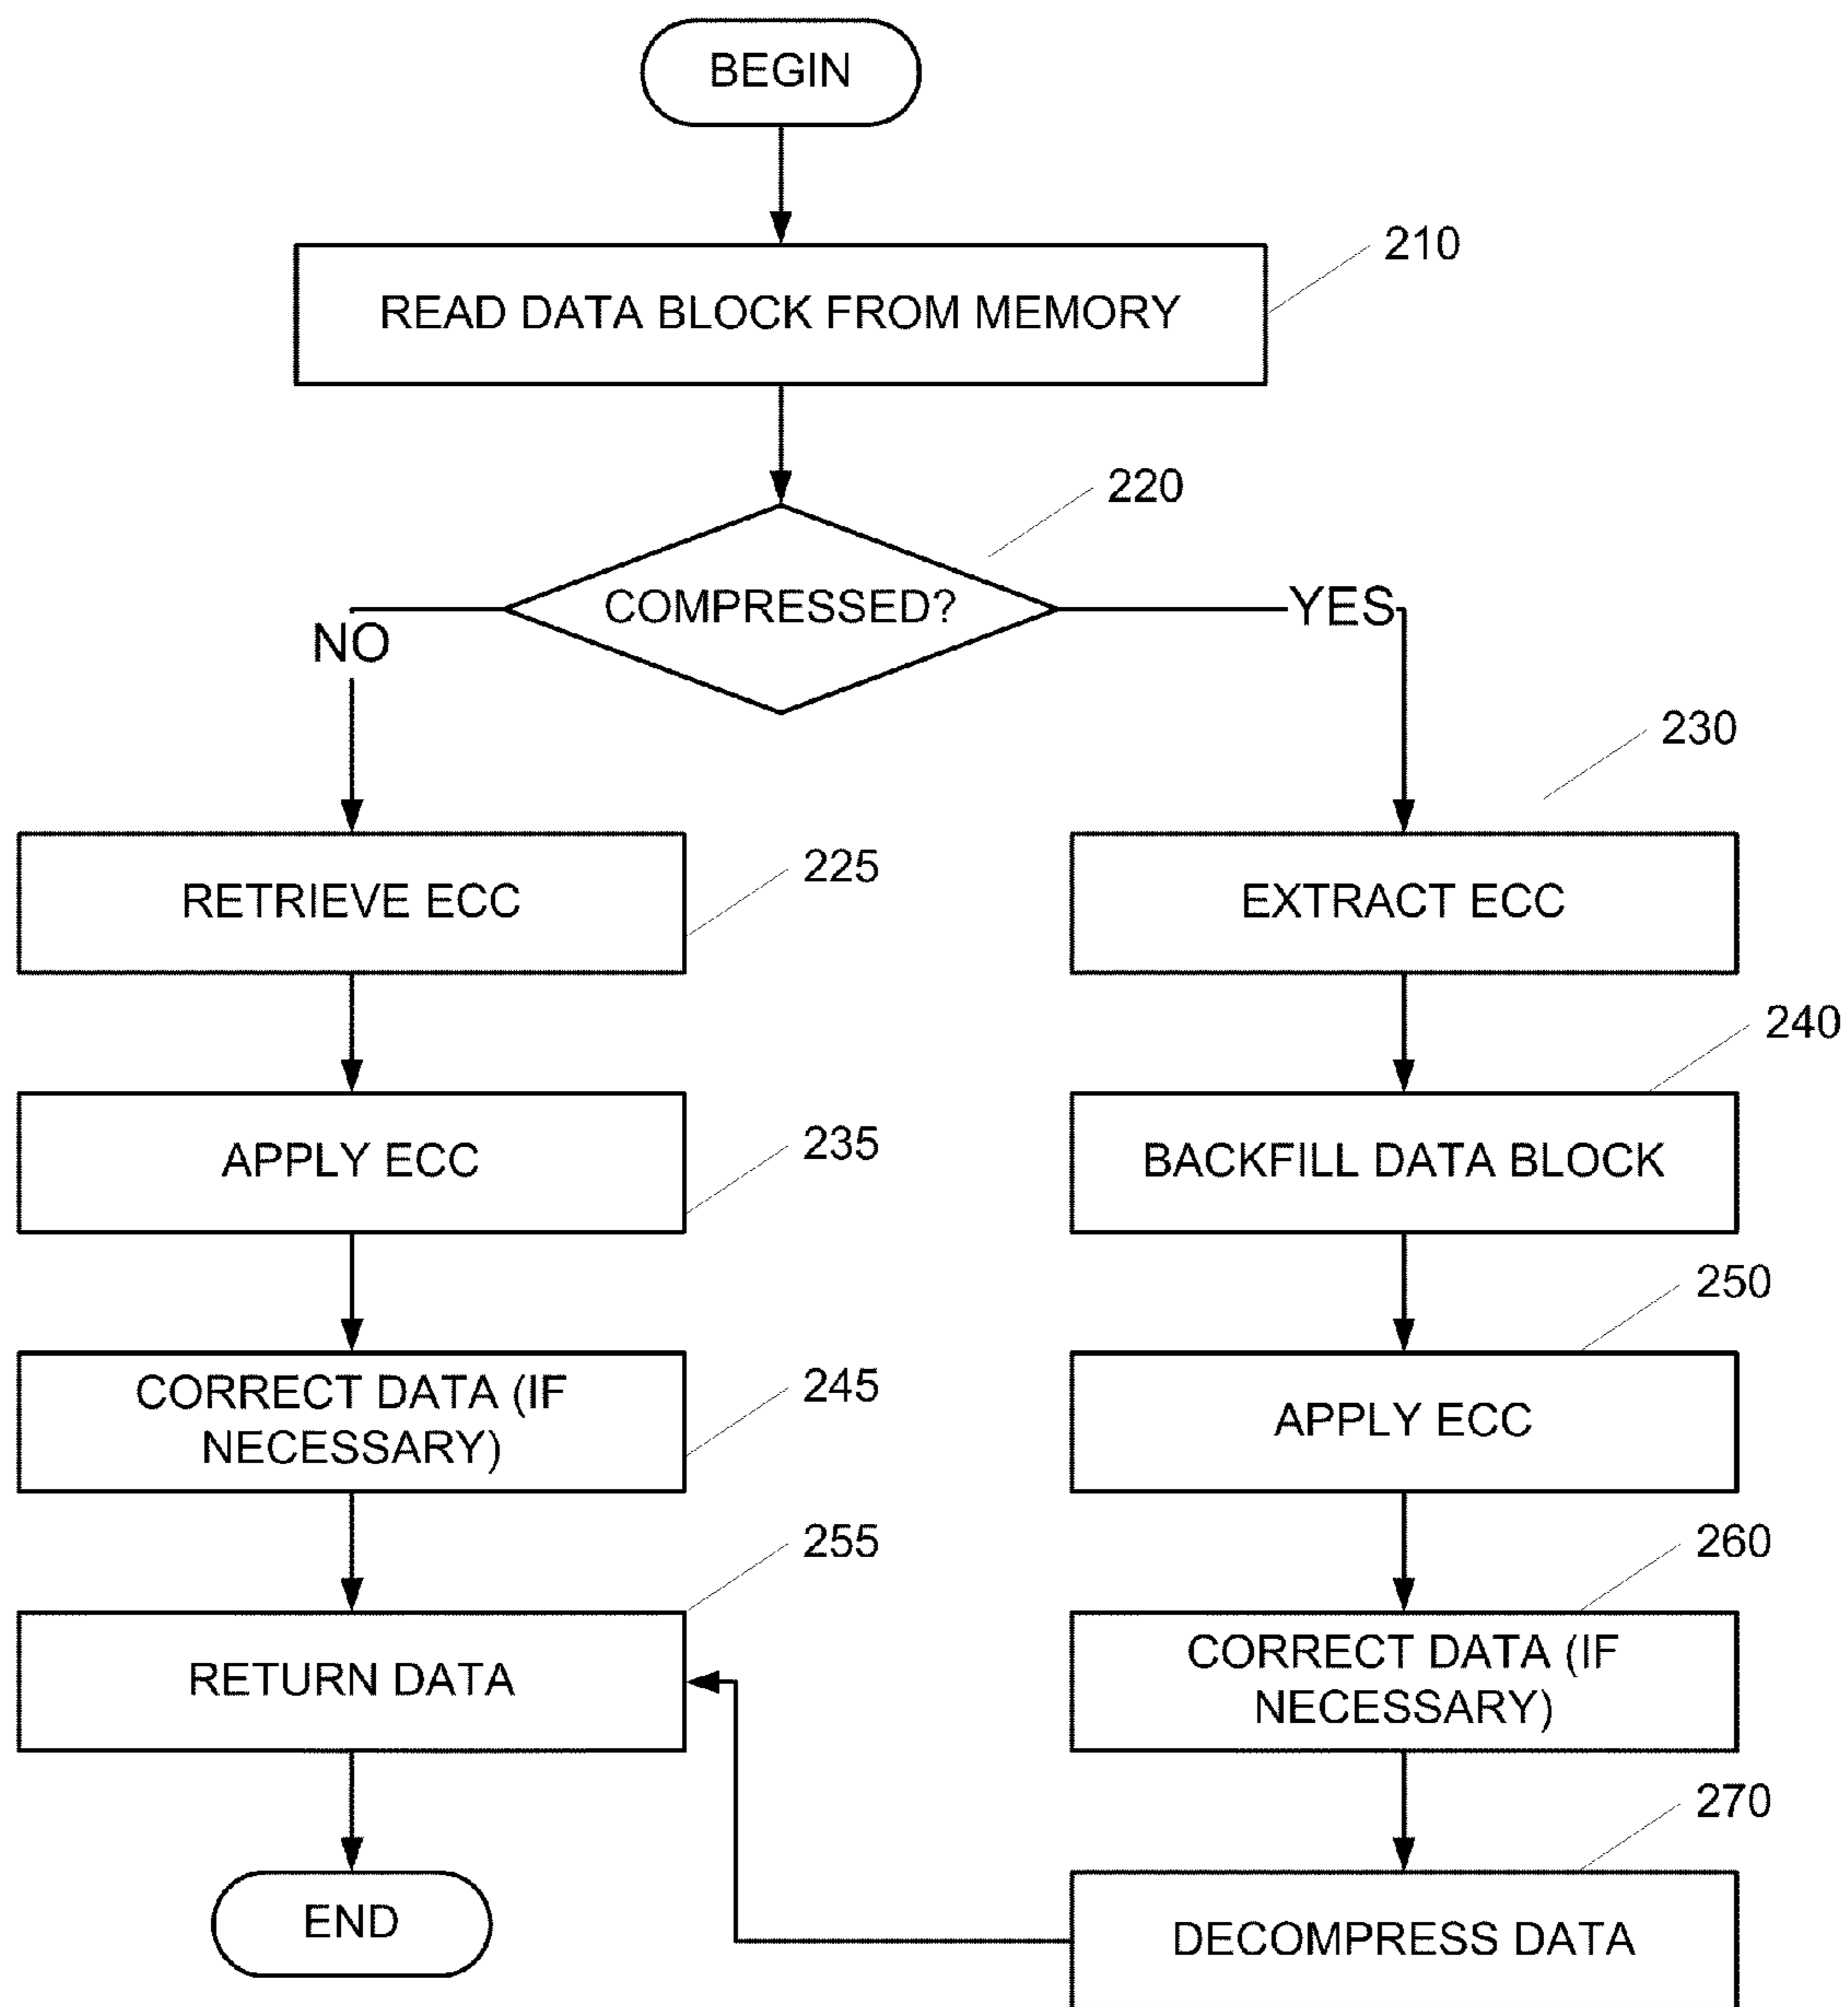 BEGIN
210
READ DATA BLOCK FROM MEMORY
220
COMPRESSED?
NO
YES
230
225
RETRIEVE ECC
EXTRACT ECC
240
235
APPLY ECC
BACKFILL DATA BLOCK
250
245
CORRECT DATA (IF
NECESSARY)
APPLY ECC
255
260
RETURN DATA
CORRECT DATA (IF
NECESSARY)
270
END
DECOMPRESS DATA